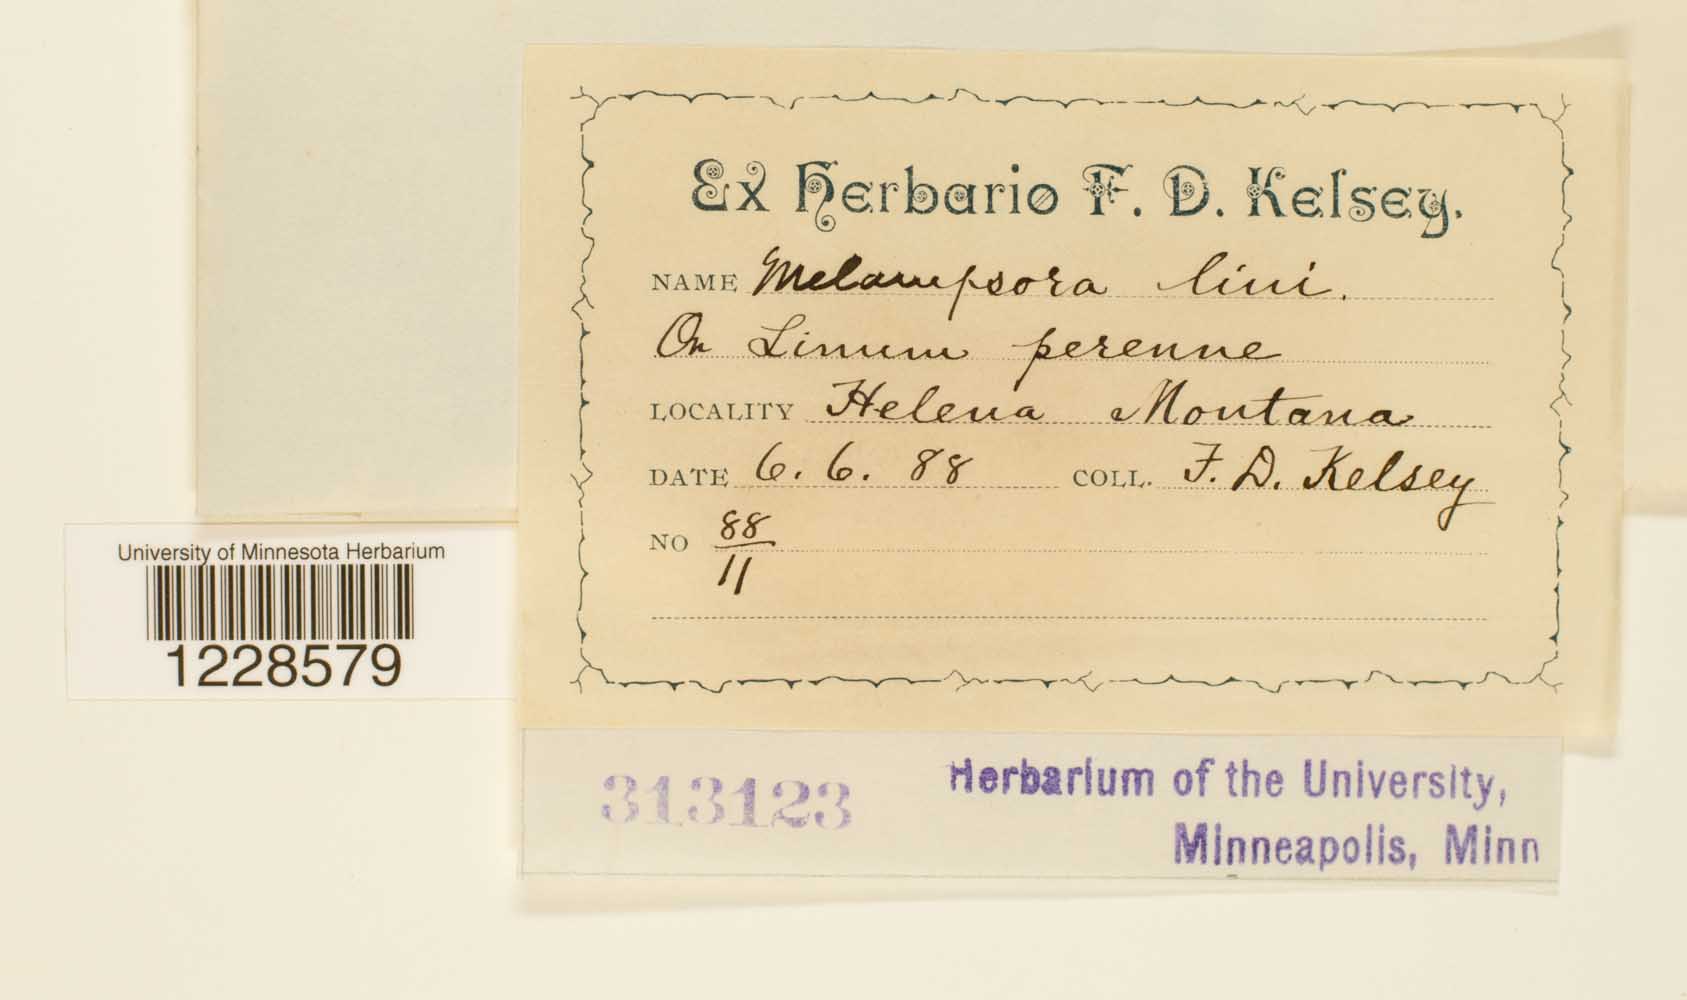 Ex Herbario F. D. Kelsey.
NAME Melampsora lini.
On Linum perenne
LOCALITY Helena Montana
DATE 6. 6. 88 COLL. F. D. Kelsey
NO 88
11
University of Minnesota Herbarium
1228579
313123
Herbarium of the University,
Minneapolis, Minn